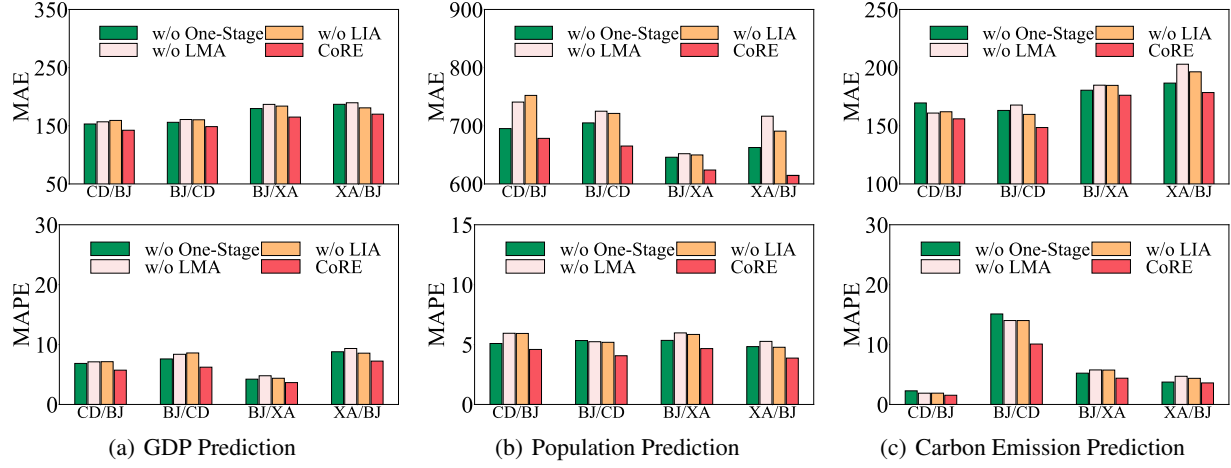 350
250
150
50
MAE
w/o One-Stage
w/o LIA
w/o LMA
CoRE
CD/BJ
BJ/CD
BJ/XA
XA/BJ
900
800
700
600
MAE
w/o One-Stage
w/o LIA
w/o LMA
CoRE
CD/BJ
BJ/CD
BJ/XA
XA/BJ
250
200
150
100
MAE
w/o One-Stage
w/o LIA
w/o LMA
CoRE
CD/BJ
BJ/CD
BJ/XA
XA/BJ
30
20
10
0
MAPE
w/o One-Stage
w/o LIA
w/o LMA
CoRE
CD/BJ
BJ/CD
BJ/XA
XA/BJ
(a) GDP Prediction
15
10
5
0
MAPE
w/o One-Stage
w/o LIA
w/o LMA
CoRE
CD/BJ
BJ/CD
BJ/XA
XA/BJ
(b) Population Prediction
30
20
10
0
MAPE
w/o One-Stage
w/o LIA
w/o LMA
CoRE
CD/BJ
BJ/CD
BJ/XA
XA/BJ
(c) Carbon Emission Prediction